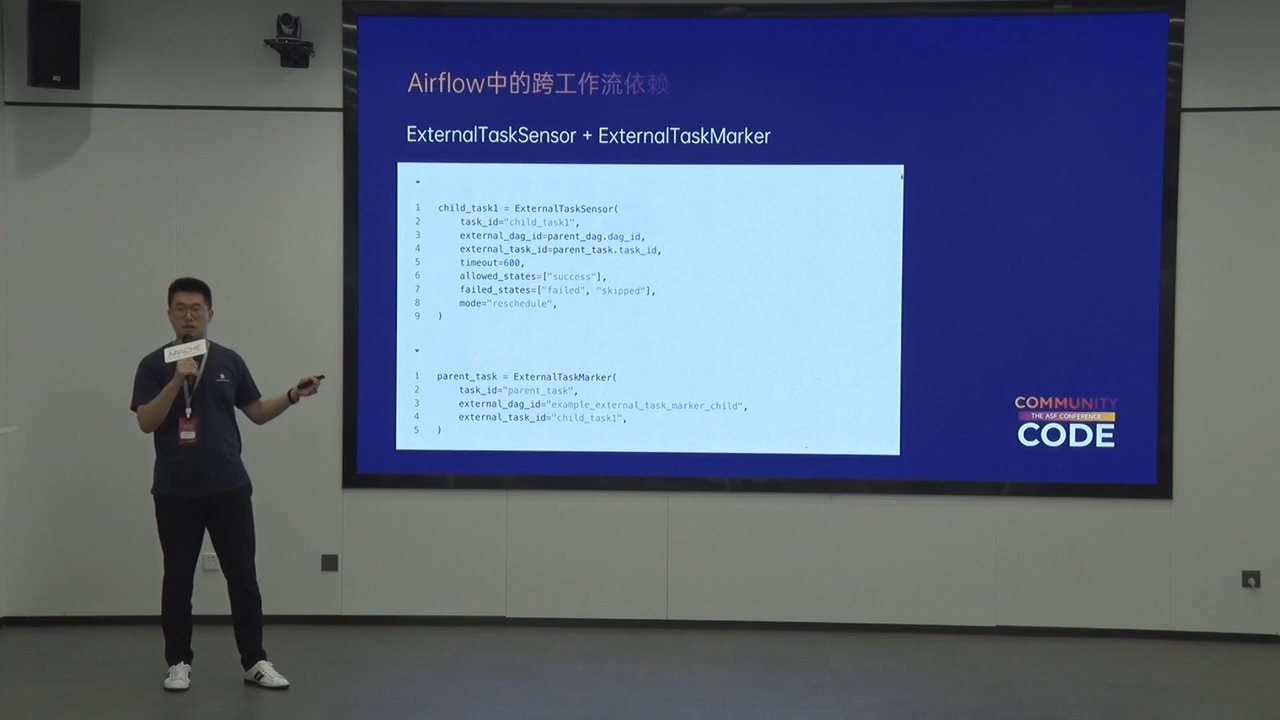 Airflow中的跨工作流依赖
ExternalTaskSensor + ExternalTaskMarker
1 child_task1 = ExternalTaskSensor(
2 task_id="child_task1",
3 external_dag_id=parent_dag.dag_id,
4 external_task_id=parent_task.task_id,
5 timeout=600,
6 allowed_states=["success"],
7 failed_states=["failed", "skipped"],
8 mode="reschedule",
9 )
1 parent_task = ExternalTaskMarker(
2 task_id="parent_task",
3 external_dag_id="example_external_task_marker_child",
4 external_task_id="child_task1",
5 )
COMMUNITY
THE ASF CONFERENCE
CODE
APACHE